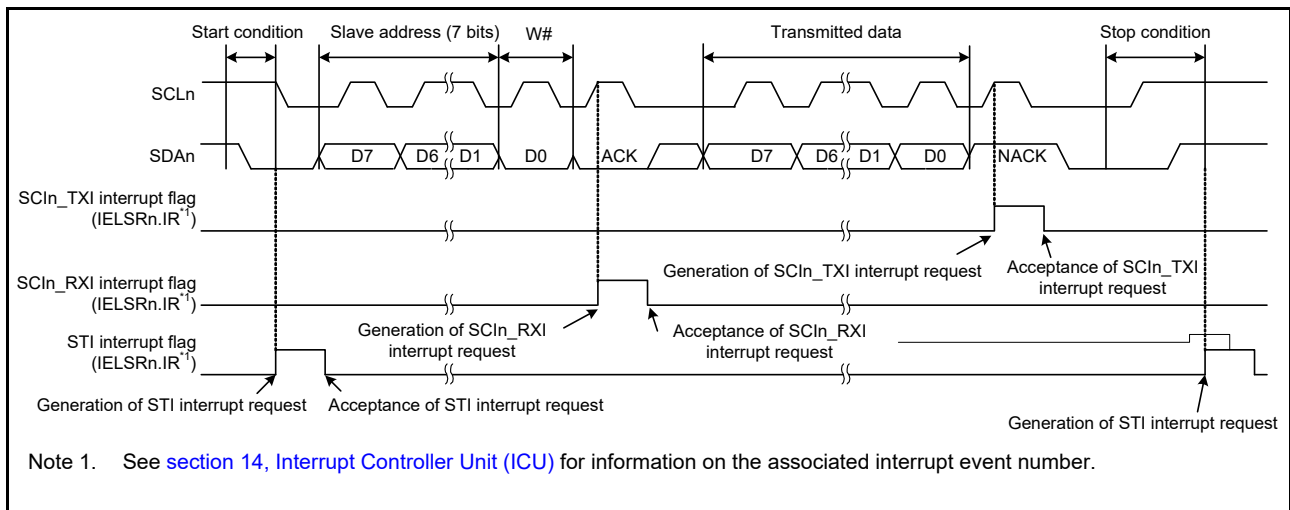 Start condition
Slave address (7 bits)
W#
Transmitted data
Stop condition
SCLn
SDAn
D7
D6
D1
D0
ACK
D7
D6
D1
D0
NACK
SCIn_TXI interrupt flag
(IELSRn.IR*1)
Generation of SCIn_TXI interrupt request
Acceptance of SCIn_TXI
interrupt request
SCIn_RXI interrupt flag
(IELSRn.IR*1)
Generation of SCIn_RXI
interrupt request
Acceptance of SCIn_RXI
interrupt request
STI interrupt flag
(IELSRn.IR*1)
Generation of STI interrupt request
Acceptance of STI interrupt request
Generation of STI interrupt request
Note 1. See section 14, Interrupt Controller Unit (ICU) for information on the associated interrupt event number.